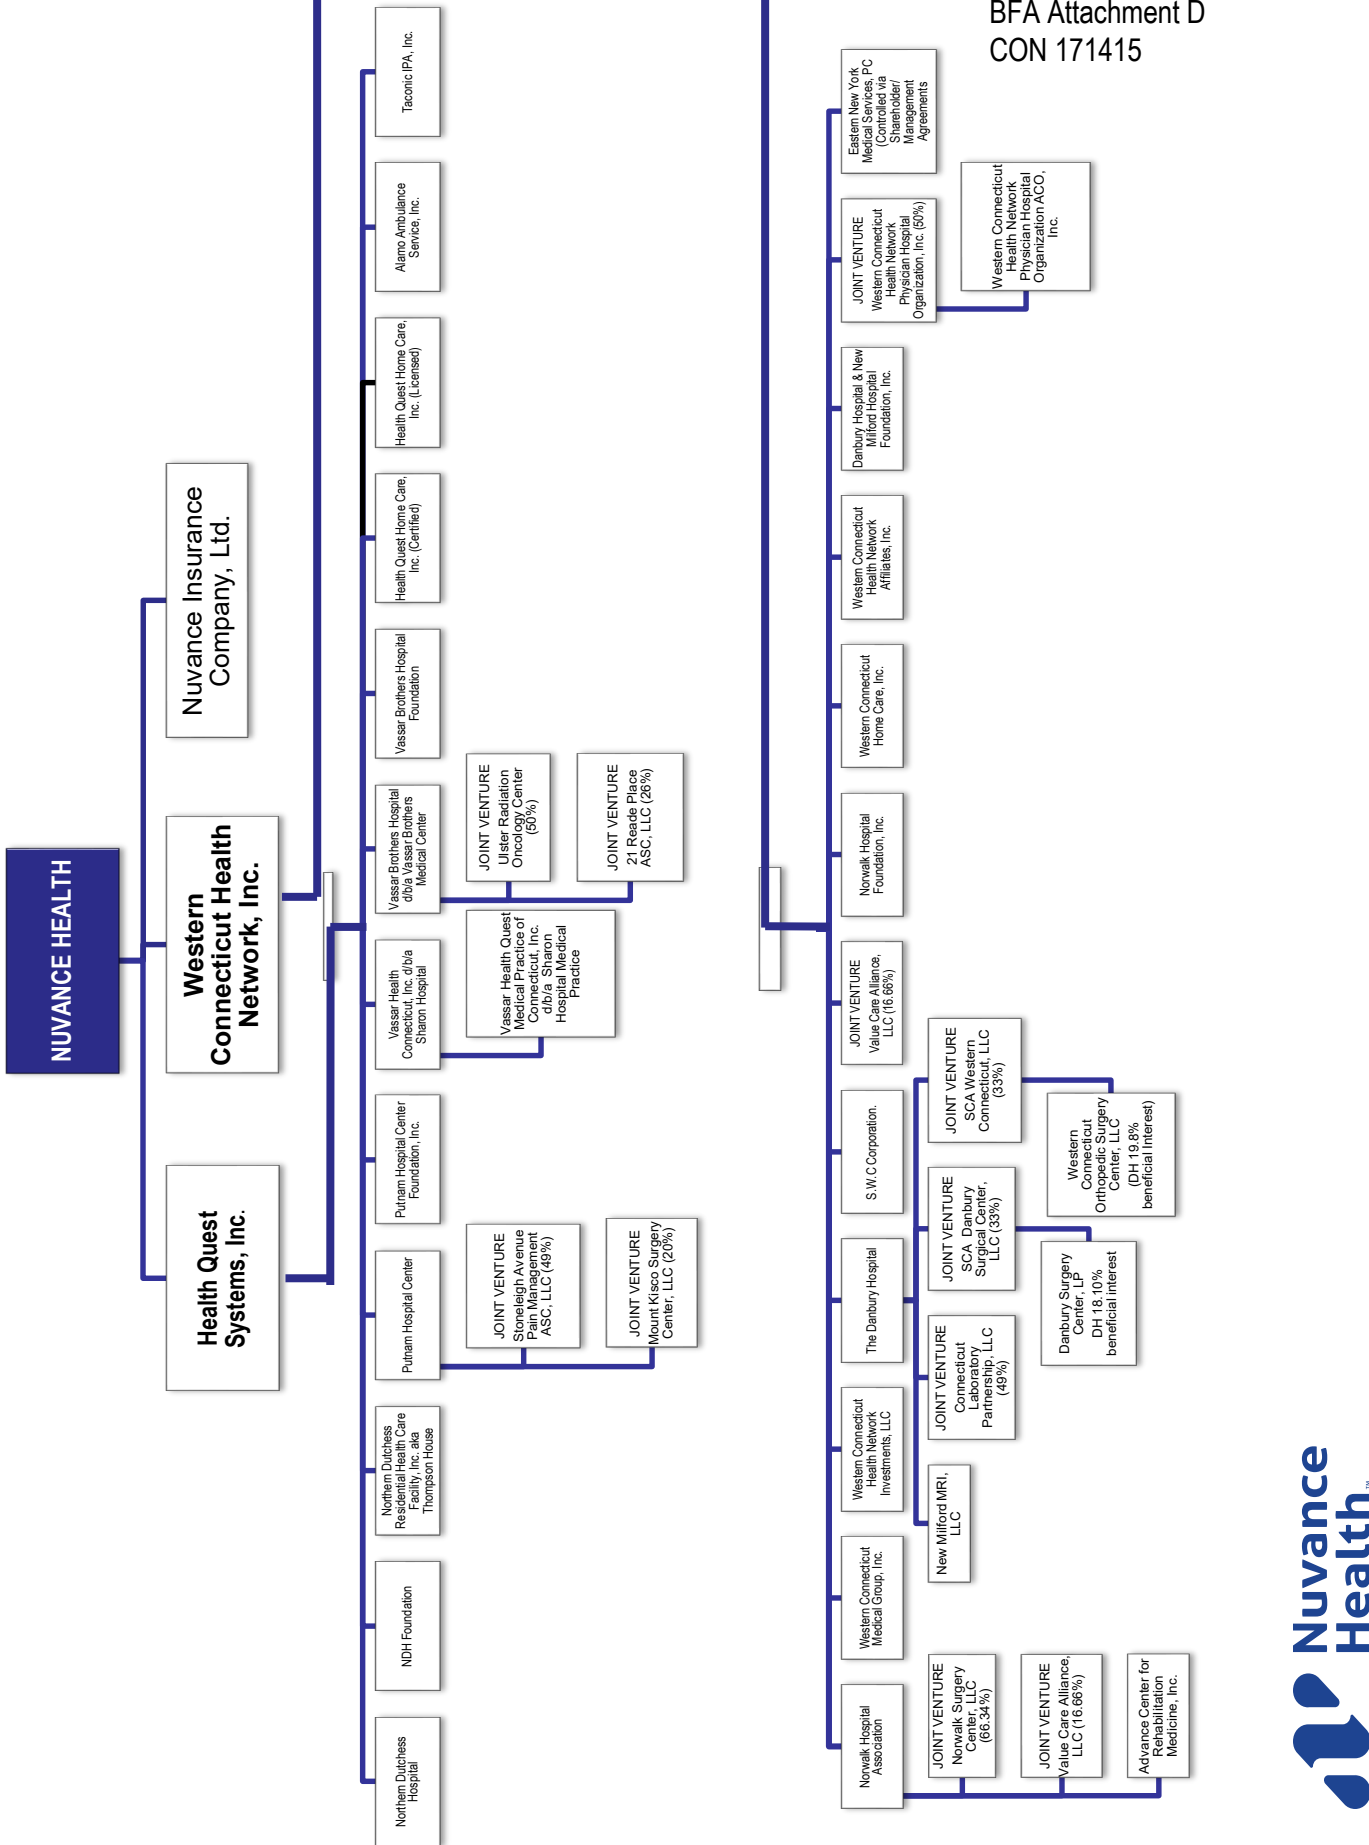 BFA Attachment D
CON 171415
NUVANCE HEALTH
Health Quest
Systems, Inc.
Western
Connecticut Health
Network, Inc.
Nuvance Insurance
Company, Ltd.
Northern Dutchess
Hospital
NDH Foundation
Northern Dutchess
Residential Health Care
Facility, Inc. aka
Thompson House
Putnam Hospital Center
Putnam Hospital Center
Foundation, Inc.
Vassar Health
Connecticut, Inc. d/b/a
Sharon Hospital
Vassar Brothers Hospital
d/b/a Vassar Brothers
Medical Center
Vassar Brothers Hospital
Foundation
Health Quest Home Care,
Inc. (Certified)
Health Quest Home Care,
Inc. (Licensed)
Alamo Ambulance
Service, Inc.
Taconic IPA, Inc.
JOINT VENTURE
Stoneleigh Avenue
Pain Management
ASC, LLC (49%)
JOINT VENTURE
Mount Kisco Surgery
Center, LLC (20%)
Vassar Health Quest
Medical Practice of
Connecticut, Inc.
d/b/a Sharon
Hospital Medical
Practice
JOINT VENTURE
Ulster Radiation
Oncology Center
(50%)
JOINT VENTURE
21 Reade Place
ASC, LLC (26%)
Norwalk Hospital
Association
Western Connecticut
Medical Group, Inc.
Western Connecticut
Health Network
Investments, LLC
The Danbury Hospital
S.W.C Corporation.
JOINT VENTURE
Value Care Alliance,
LLC (16.66%)
Norwalk Hospital
Foundation, Inc.
Western Connecticut
Home Care, Inc.
Western Connecticut
Health Network
Affiliates, Inc.
Danbury Hospital & New
Milford Hospital
Foundation, Inc.
JOINT VENTURE
Western Connecticut
Health Network
Physician Hospital
Organization, Inc. (50%)
Eastern New York
Medical Services, PC
(Controlled via
Shareholder/
Management
Agreements
JOINT VENTURE
Norwalk Surgery
Center, LLC
(66.34%)
JOINT VENTURE
Value Care Alliance,
LLC (16.66%)
Advance Center for
Rehabilitation
Medicine, Inc.
New Milford MRI,
LLC
JOINT VENTURE
Connecticut
Laboratory
Partnership, LLC
(49%)
JOINT VENTURE
SCA Danbury
Surgical Center,
LLC (33%)
JOINT VENTURE
SCA Western
Connecticut, LLC
(33%)
Danbury Surgery
Center, LP
DH 18.10%
beneficial interest
Western
Connecticut
Orthopedic Surgery
Center, LLC
(DH 19.8%
beneficial Interest)
Western Connecticut
Health Network
Physician Hospital
Organization ACO,
Inc.
Nuvance
Health™